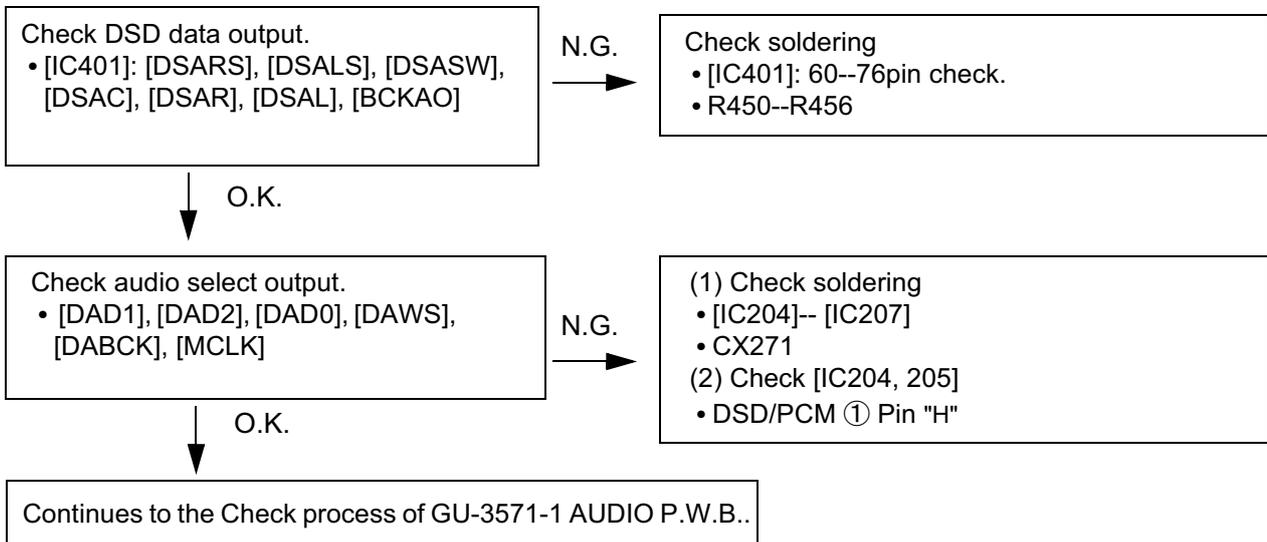 Check DSD data output.
• [IC401]: [DSARS], [DSALS], [DSASW],
[DSAC], [DSAR], [DSAL], [BCKAO]
N.G.
Check soldering
• [IC401]: 60--76pin check.
• R450--R456
O.K.
Check audio select output.
• [DAD1], [DAD2], [DAD0], [DAWS],
[DABCK], [MCLK]
N.G.
(1) Check soldering
• [IC204]-- [IC207]
• CX271
(2) Check [IC204, 205]
• DSD/PCM ① Pin "H"
O.K.
Continues to the Check process of GU-3571-1 AUDIO P.W.B..